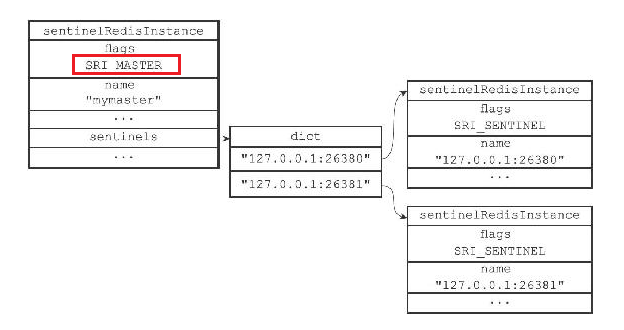 sentinelRedisInstance
flags
SRI_MASTER
name
"mymaster"
...
sentinels
...
dict
"127.0.0.1:26380"
"127.0.0.1:26381"
sentinelRedisInstance
flags
SRI_SENTINEL
name
"127.0.0.1:26380"
...
sentinelRedisInstance
flags
SRI_SENTINEL
name
"127.0.0.1:26381"
...